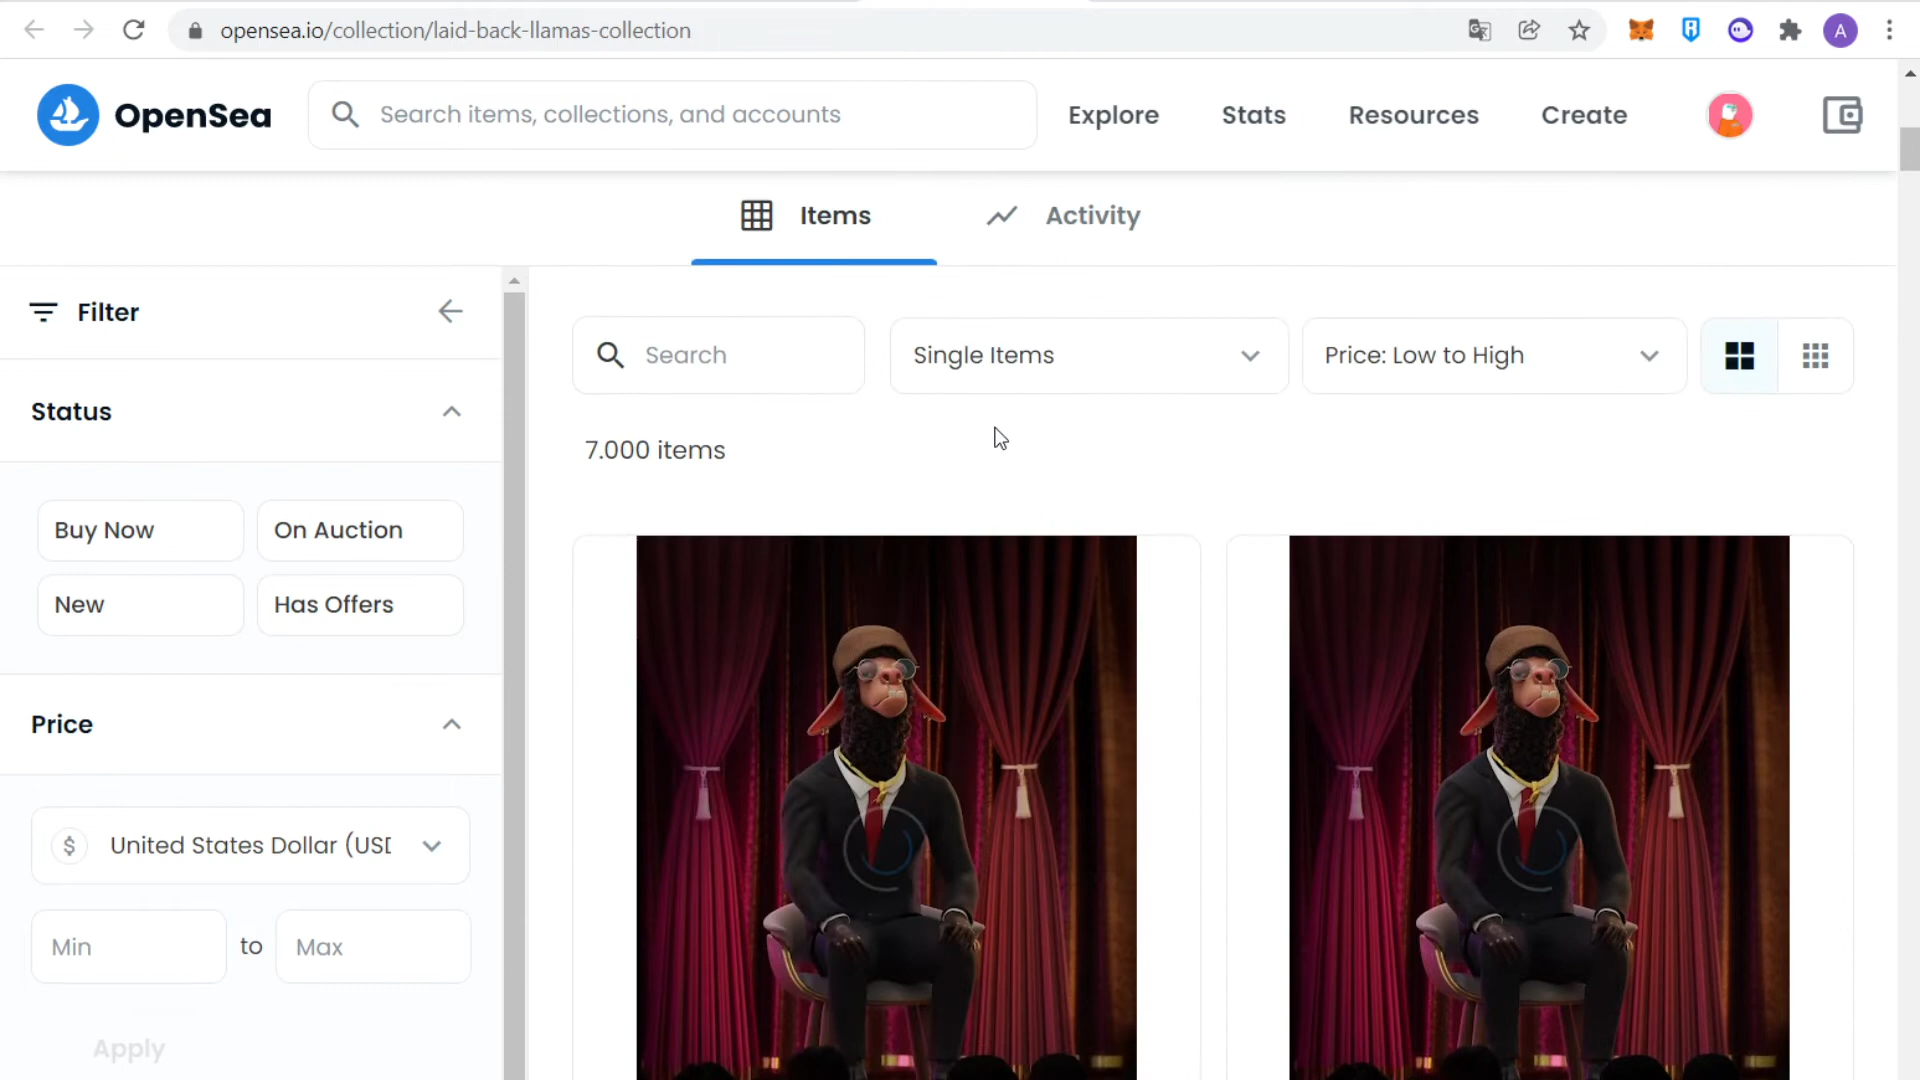 opensea.io/collection/laid-back-llamas-collection
A
OpenSea
Search items, collections, and accounts
Explore
Stats
Resources
Create
Items
Activity
Filter
Search
Single Items
Price: Low to High
Status
7.000 items
Buy Now
On Auction
New
Has Offers
Price
$
United States Dollar (USD
Min
to
Max
Apply